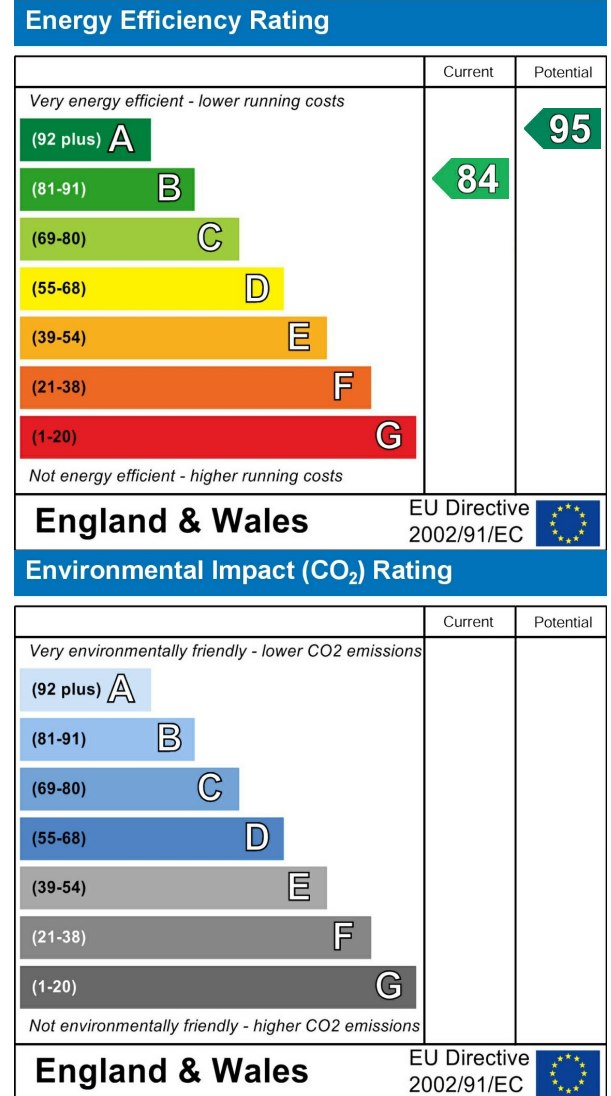 Energy Efficiency Rating
Current Potential
Very energy efficient - lower running costs
(92 plus) A
95
(81-91) B
84
(69-80) C
(55-68) D
(39-54) E
(21-38) F
(1-20) G
Not energy efficient - higher running costs
England & Wales
EU Directive
2002/91/EC
Environmental Impact (CO₂) Rating
Current Potential
Very environmentally friendly - lower CO2 emissions
(92 plus) A
(81-91) B
(69-80) C
(55-68) D
(39-54) E
(21-38) F
(1-20) G
Not environmentally friendly - higher CO2 emissions
England & Wales
EU Directive
2002/91/EC